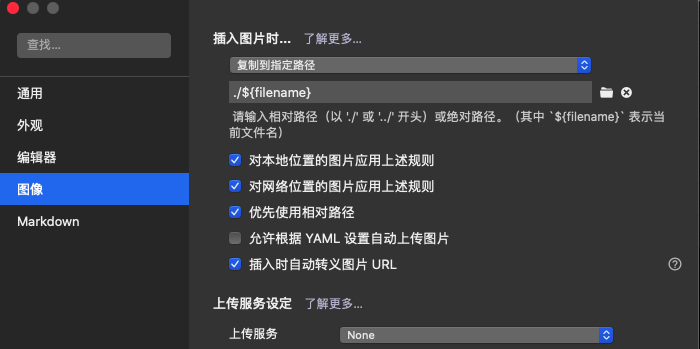 查找...
通用
外观
编辑器
图像
Markdown
插入图片时... 了解更多...
复制到指定路径
./${filename}
请输入相对路径（以 './' 或 '../' 开头）或绝对路径。（其中 `${filename}` 表示当
前文件名）
对本地位置的图片应用上述规则
对网络位置的图片应用上述规则
优先使用相对路径
允许根据 YAML 设置自动上传图片
插入时自动转义图片 URL
上传服务设定 了解更多...
上传服务 None